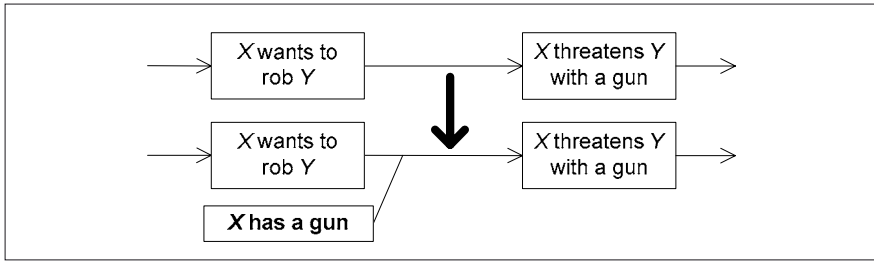 X wants to
rob Y
X threatens Y
with a gun
X wants to
rob Y
X threatens Y
with a gun
X has a gun